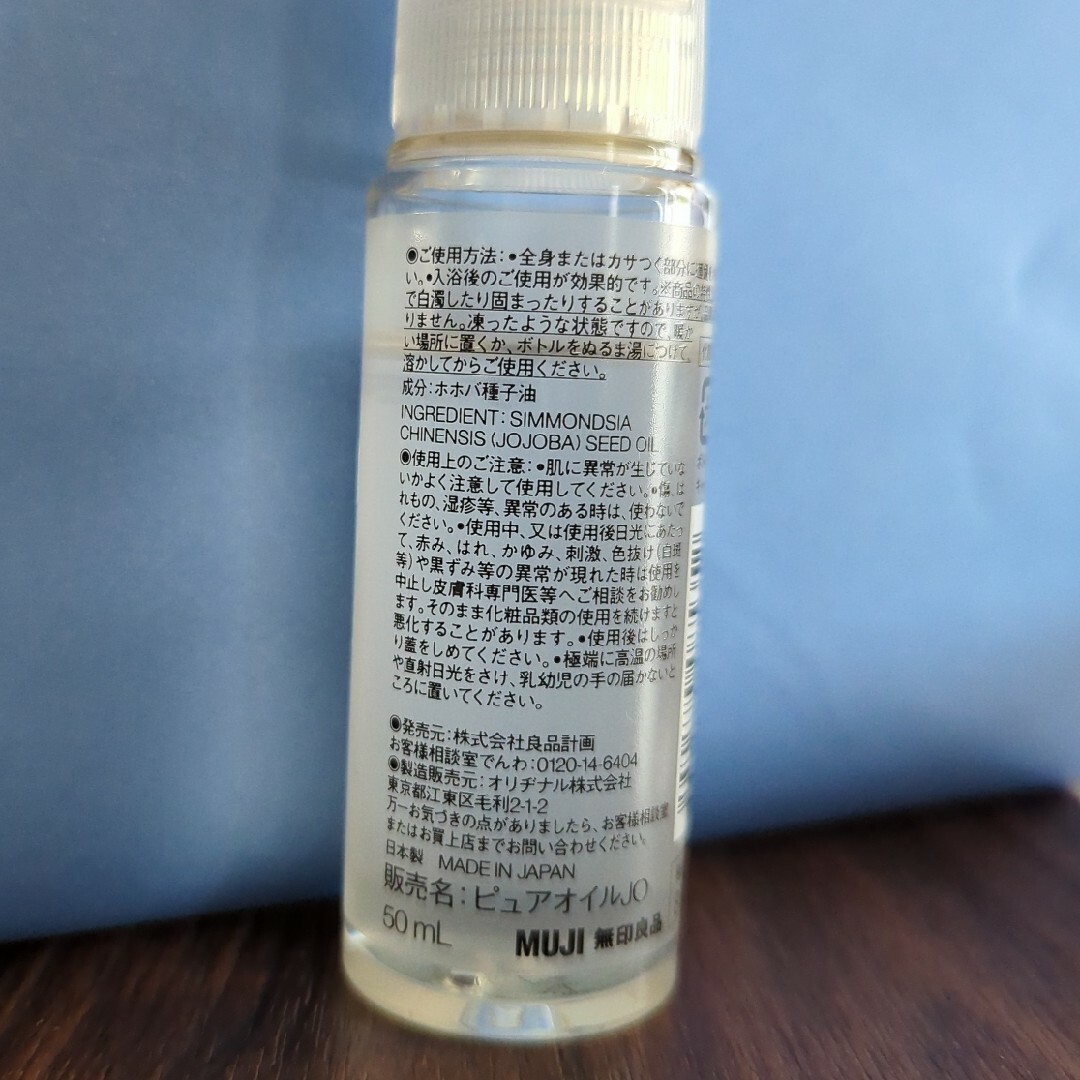 ◉ご使用方法：•全身またはカサつく部分に
い。•入浴後のご使用が効果的です。※商品の
で白濁したり固まったりすることがあり
りません。凍ったような状態ですので、暖か
い場所に置くか、ボトルをぬるま湯につけて、
溶かしてからご使用ください。
成分：ホホバ種子油
INGREDIENT: SIMMONDSIA
CHINENSIS (JOJOBA) SEED OIL
◉使用上のご注意：•肌に異常が生じていな
いかよく注意して使用してください。•傷、は
れもの、湿疹等、異常のある時は、使わないで
ください。•使用中、又は使用後日光にあたっ
て、赤み、はれ、かゆみ、刺激、色抜け（白斑
等）や黒ずみ等の異常が現れた時は使用を
中止し皮膚科専門医等へご相談をお勧めし
ます。そのまま化粧品類の使用を続けますと
悪化することがあります。•使用後はしっか
り蓋をしめてください。•極端に高温の場所
や直射日光をさけ、乳幼児の手の届かないと
ころに置いてください。
◉発売元：株式会社良品計画
お客様相談室でんわ：0120-14-6404
◉製造販売元：オリヂナル株式会社
東京都江東区毛利2-1-2
万一お気づきの点がありましたら、お客様相談室
またはお買上店までお問い合わせください。
日本製 MADE IN JAPAN
販売名：ピュアオイルJO
50 mL
MUJI 無印良品